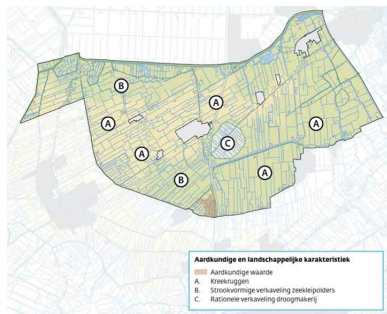 B
A
A
C
A
A
B
A
Aardkundige en landschappelijke karakteristiek
Aardkundige waarde
A. Kreekruggen
B. Strookvormige verkaveling zeekleipolders
C. Rationele verkaveling droogmakerij